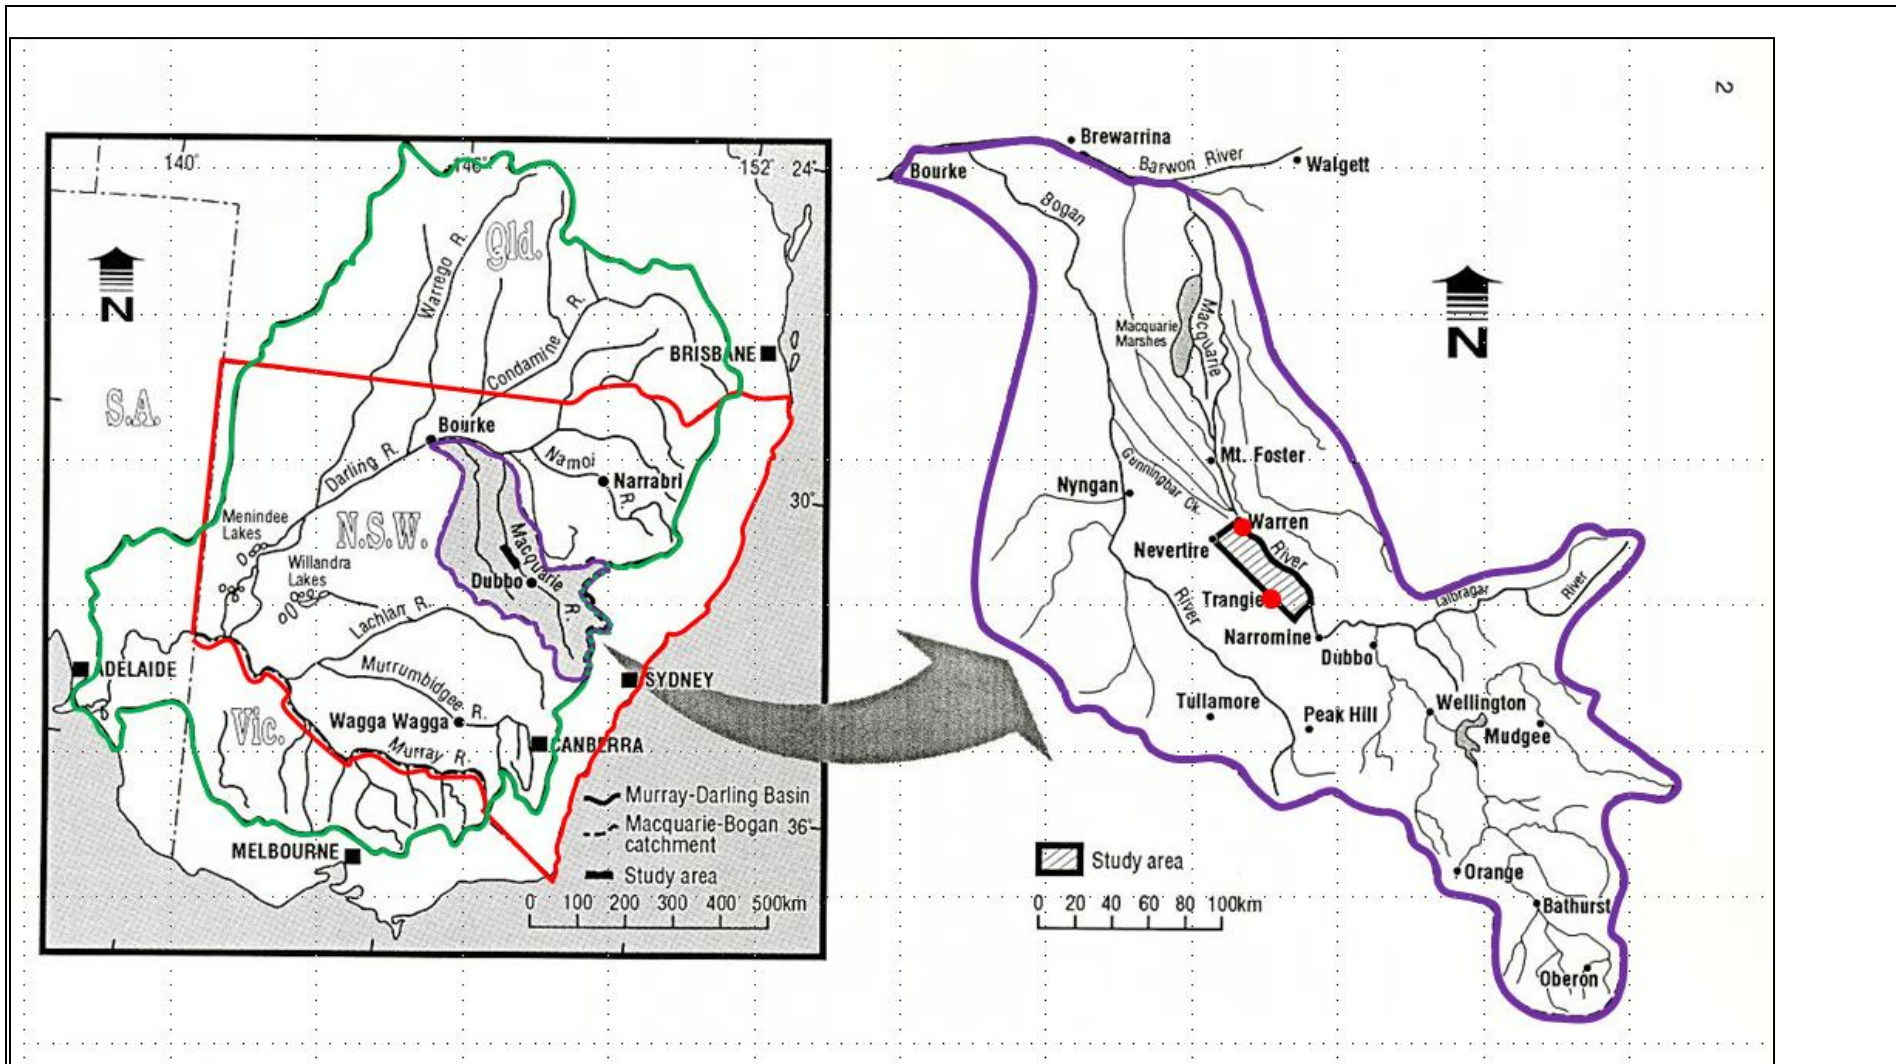 2
140°
146°
152°
24°
Qld.
Warrego R.
Condamine R.
BRISBANE
S.A.
Bourke
Darling R.
Namoi R.
Narrabri
30°
Menindee
Lakes
N.S.W.
Willandra
Lakes
Macquarie R.
Dubbo
Lachlan R.
ADELAIDE
Murrumbidgee R.
SYDNEY
Vic.
Wagga Wagga
CANBERRA
Murray R.
Murray-Darling Basin
Macquarie-Bogan
catchment
36°
MELBOURNE
Study area
0 100 200 300 400 500km
N
Brewarrina
Barwon River
Walgett
Bourke
Bogan
Macquarie
Marshes
Macquarie
N
Mt. Foster
Gunningbar Ck.
Nyngan
Warren
Nevertire
River
Trangie
River
Talbragar
River
Narromine
Dubbo
Tullamore
Wellington
Peak Hill
Mudgee
Study area
Orange
0 20 40 60 80 100km
Bathurst
Oberon